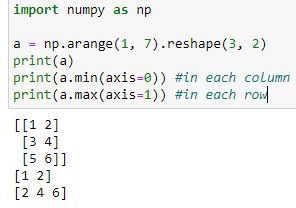 import numpy as np
a = np.arange(1, 7).reshape(3, 2)
print(a)
print(a.min(axis=0)) #in each column
print(a.max(axis=1)) #in each row
[[1 2]
 [3 4]
 [5 6]]
[1 2]
[2 4 6]